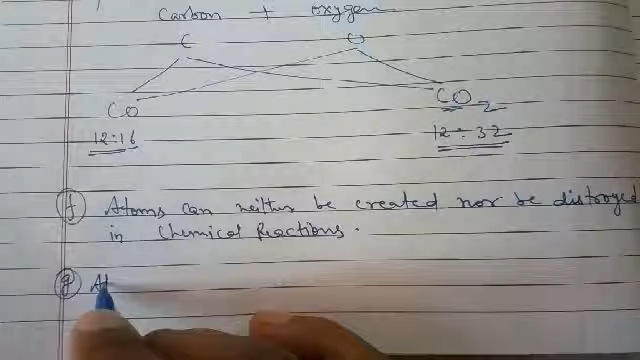 Carbon + oxygen
C O
CO CO2
12:16 12:32
(f) Atoms can neither be created nor be distroyed
in Chemical Reactions.
(g) At